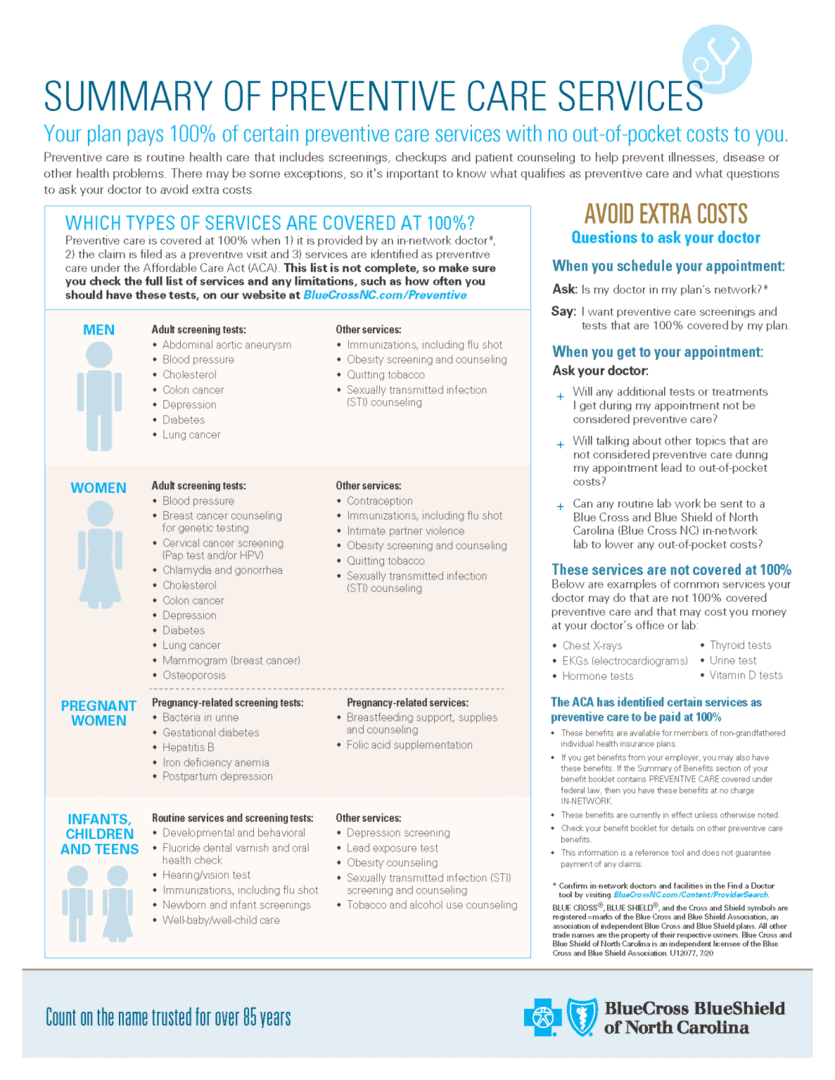 SUMMARY OF PREVENTIVE CARE SERVICES
Your plan pays 100% of certain preventive care services with no out-of-pocket costs to you.
Preventive care is routine health care that includes screenings, checkups and patient counseling to help prevent illnesses, disease or
other health problems. There may be some exceptions, so it's important to know what qualifies as preventive care and what questions
to ask your doctor to avoid extra costs.
WHICH TYPES OF SERVICES ARE COVERED AT 100%?
Preventive care is covered at 100% when 1) it is provided by an in-network doctor*,
2) the claim is filed as a preventive visit and 3) services are identified as preventive
care under the Affordable Care Act (ACA). This list is not complete, so make sure
you check the full list of services and any limitations, such as how often you
should have these tests, on our website at BlueCrossNC.com/Preventive.
MEN
Adult screening tests:
• Abdominal aortic aneurysm
• Blood pressure
• Cholesterol
• Colon cancer
• Depression
• Diabetes
• Lung cancer
Other services:
• Immunizations, including flu shot
• Obesity screening and counseling
• Quitting tobacco
• Sexually transmitted infection
(STI) counseling
WOMEN
Adult screening tests:
• Blood pressure
• Breast cancer counseling
for genetic testing
• Cervical cancer screening
(Pap test and/or HPV)
• Chlamydia and gonorrhea
• Cholesterol
• Colon cancer
• Depression
• Diabetes
• Lung cancer
• Mammogram (breast cancer)
• Osteoporosis
Other services:
• Contraception
• Immunizations, including flu shot
• Intimate partner violence
• Obesity screening and counseling
• Quitting tobacco
• Sexually transmitted infection
(STI) counseling
PREGNANT
WOMEN
Pregnancy-related screening tests:
• Bacteria in urine
• Gestational diabetes
• Hepatitis B
• Iron deficiency anemia
• Postpartum depression
Pregnancy-related services:
• Breastfeeding support, supplies
and counseling
• Folic acid supplementation
INFANTS,
CHILDREN
AND TEENS
Routine services and screening tests:
• Developmental and behavioral
• Fluoride dental varnish and oral
health check
• Hearing/vision test
• Immunizations, including flu shot
• Newborn and infant screenings
• Well-baby/well-child care
Other services:
• Depression screening
• Lead exposure test
• Obesity counseling
• Sexually transmitted infection (STI)
screening and counseling
• Tobacco and alcohol use counseling
AVOID EXTRA COSTS
Questions to ask your doctor
When you schedule your appointment:
Ask: Is my doctor in my plan's network?*
Say: I want preventive care screenings and
tests that are 100% covered by my plan.
When you get to your appointment:
Ask your doctor:
+ Will any additional tests or treatments
I get during my appointment not be
considered preventive care?
+ Will talking about other topics that are
not considered preventive care during
my appointment lead to out-of-pocket
costs?
+ Can any routine lab work be sent to a
Blue Cross and Blue Shield of North
Carolina (Blue Cross NC) in-network
lab to lower any out-of-pocket costs?
These services are not covered at 100%
Below are examples of common services your
doctor may do that are not 100% covered
preventive care and that may cost you money
at your doctor's office or lab:
• Chest X-rays
• EKGs (electrocardiograms)
• Hormone tests
• Thyroid tests
• Urine test
• Vitamin D tests
The ACA has identified certain services as
preventive care to be paid at 100%
• These benefits are available for members of non-grandfathered
individual health insurance plans.
• If you get benefits from your employer, you may also have
these benefits. If the Summary of Benefits section of your
benefit booklet contains PREVENTIVE CARE covered under
federal law, then you have these benefits at no charge
IN-NETWORK.
• These benefits are currently in effect unless otherwise noted.
• Check your benefit booklet for details on other preventive care
benefits.
• This information is a reference tool and does not guarantee
payment of any claims.
* Confirm in-network doctors and facilities in the Find a Doctor
tool by visiting BlueCrossNC.com/Content/ProviderSearch.
BLUE CROSS®, BLUE SHIELD®, and the Cross and Shield symbols are
registered marks of the Blue Cross and Blue Shield Association, an
association of independent Blue Cross and Blue Shield plans. All other
trade names are the property of their respective owners. Blue Cross and
Blue Shield of North Carolina is an independent licensee of the Blue
Cross and Blue Shield Association. U12077, 7/20
Count on the name trusted for over 85 years
BlueCross BlueShield
of North Carolina